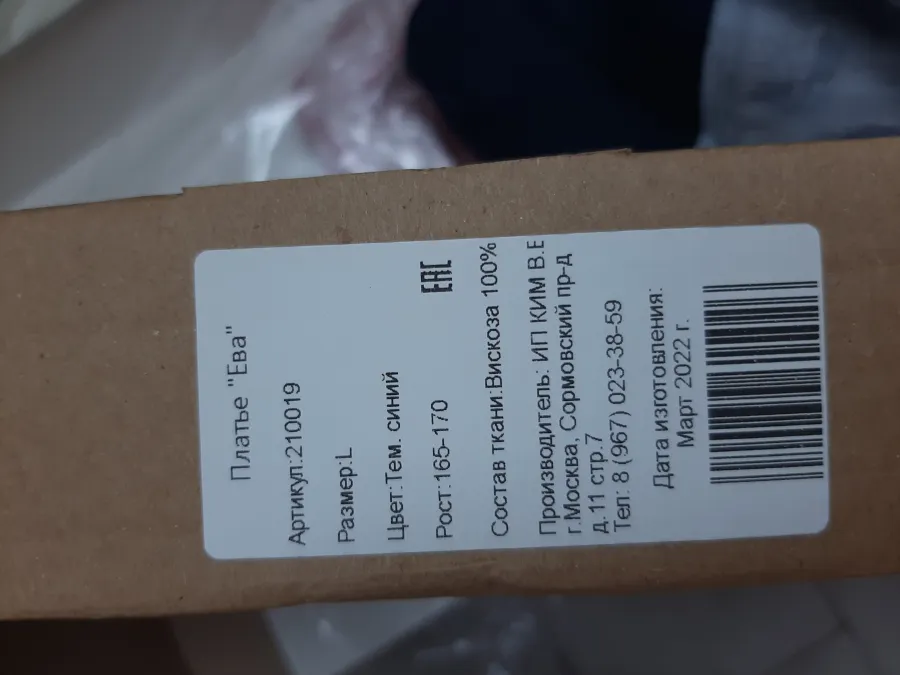 Платье "Ева"
Артикул:210019
Размер:L
Цвет:Тем. синий
Рост:165-170
EAC
Состав ткани:Вискоза 100%
Производитель: ИП КИМ В.Е
г.Москва, Сормовский пр-д
д.11 стр.7
Тел: 8 (967) 023-38-59
Дата изготовления:
Март 2022 г.